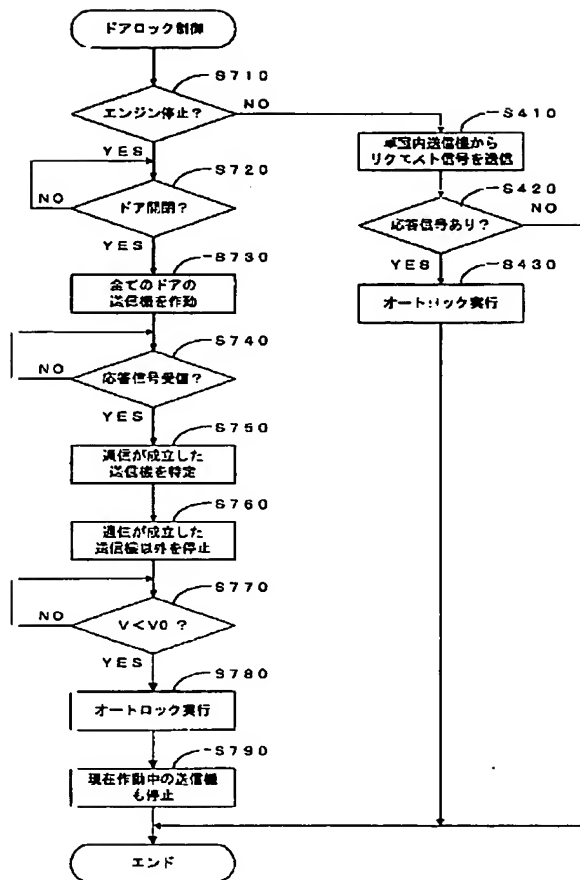 ドアロック制御
S710
エンジン停止?
NO
YES
S720
ドア開閉?
NO
YES
S730
全てのドアの
送信機を作動
S740
応答信号受信?
NO
YES
S750
通信が成立した
送信機を特定
S760
通信が成立した
送信機以外を停止
S770
V<V0?
NO
YES
S780
オートロック実行
S790
現在作動中の送信機
も停止
エンド
S410
車室内送信機から
リクエスト信号を送信
S420
応答信号あり?
NO
YES
S430
オートロック実行